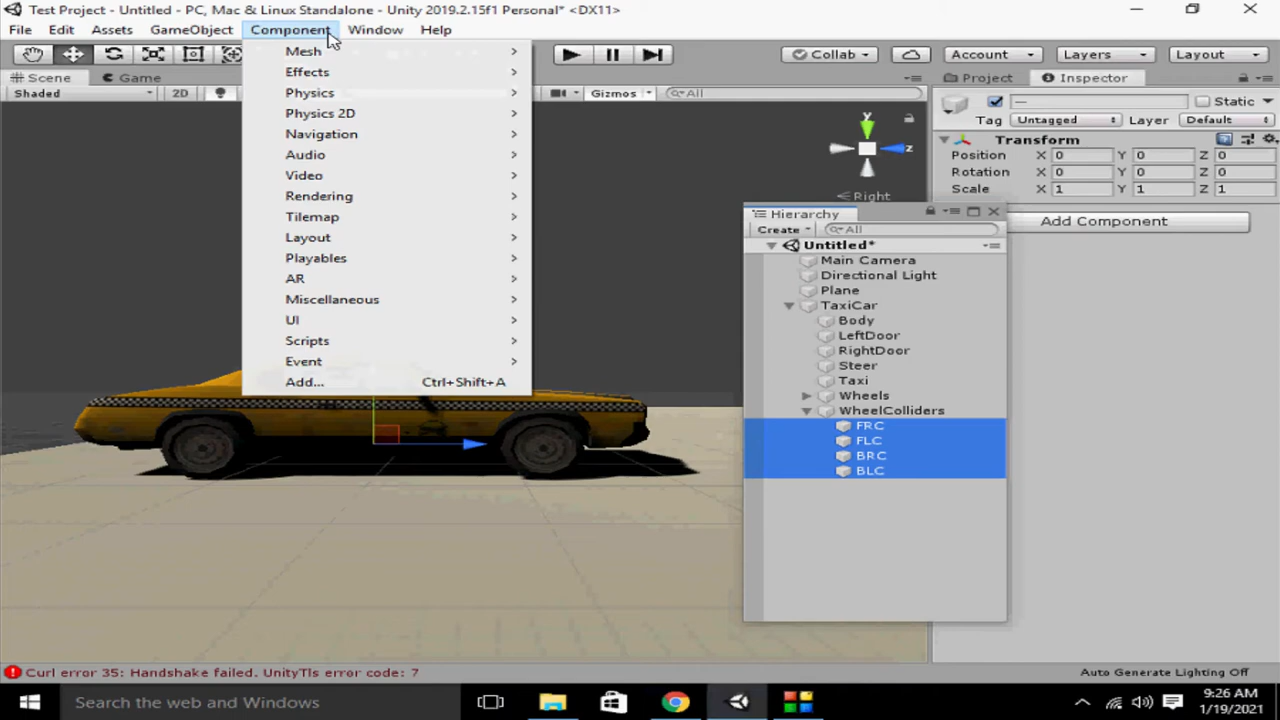 Test Project - Untitled - PC, Mac & Linux Standalone - Unity 2019.2.15f1 Personal* <DX11>
File Edit Assets GameObject Component Window Help
Collab Account Layers Layout
Scene Game Project Inspector
Shaded 2D Gizmos All
Static
Tag Untagged Layer Default
Transform
Position X 0 Y 0 Z 0
Rotation X 0 Y 0 Z 0
Scale X 1 Y 1 Z 1
Add Component
Mesh
Effects
Physics
Physics 2D
Navigation
Audio
Video
Rendering
Tilemap
Layout
Playables
AR
Miscellaneous
UI
Scripts
Event
Add... Ctrl+Shift+A
y
z
Right
Hierarchy
Create All
Untitled*
Main Camera
Directional Light
Plane
TaxiCar
Body
LeftDoor
RightDoor
Steer
Taxi
Wheels
WheelColliders
FRC
FLC
BRC
BLC
Curl error 35: Handshake failed. UnityTls error code: 7
Auto Generate Lighting Off
Search the web and Windows
9:26 AM
1/19/2021